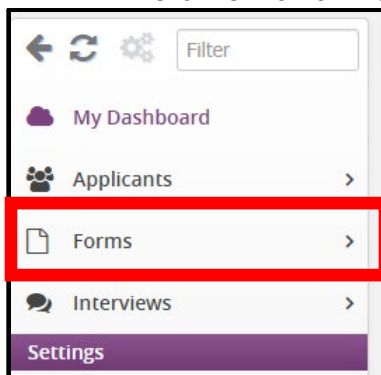 Filter
My Dashboard
Applicants
Forms
Interviews
Settings